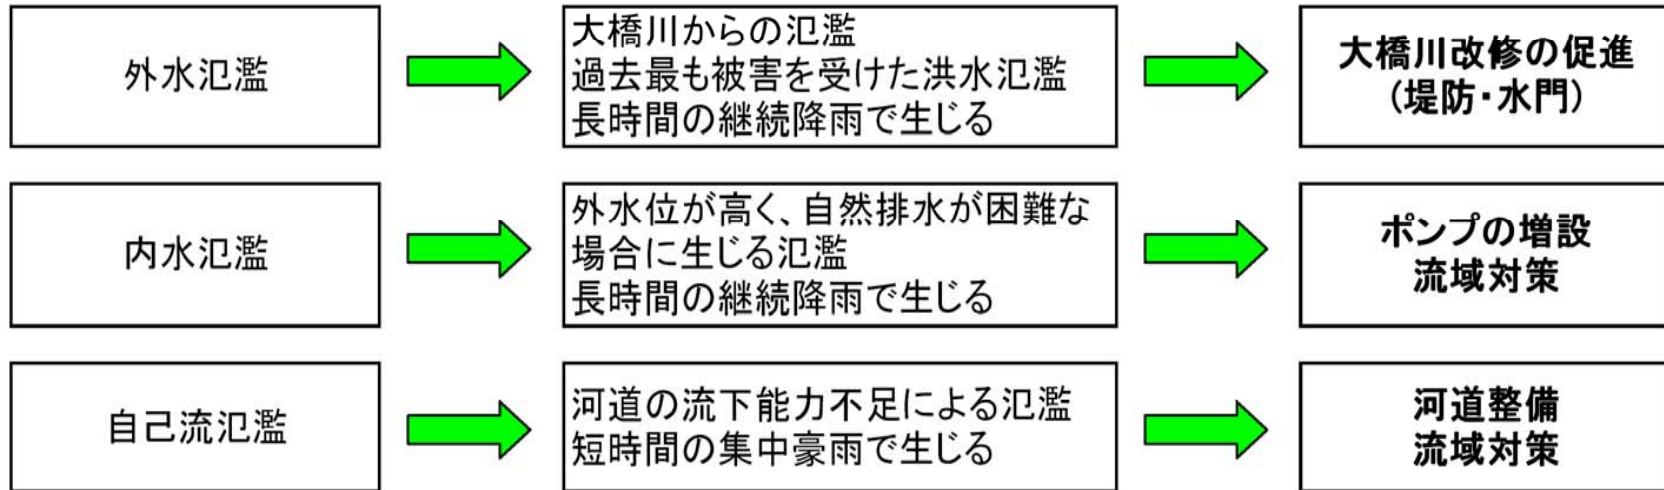 外水氾濫
大橋川からの氾濫
過去最も被害を受けた洪水氾濫
長時間の継続降雨で生じる
大橋川改修の促進
(堤防・水門)
内水氾濫
外水位が高く、自然排水が困難な
場合に生じる氾濫
長時間の継続降雨で生じる
ポンプの増設
流域対策
自己流氾濫
河道の流下能力不足による氾濫
短時間の集中豪雨で生じる
河道整備
流域対策